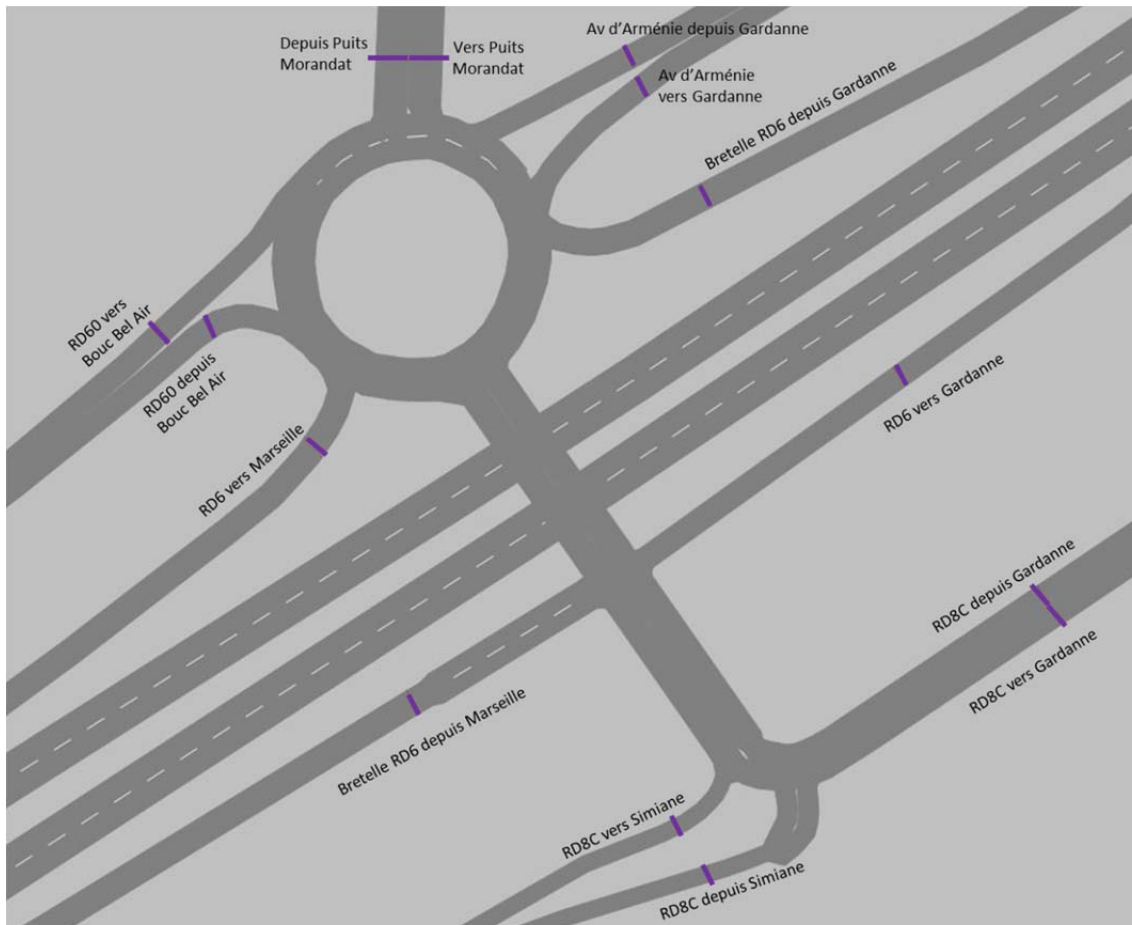 Depuis Puits
Morandat
Vers Puits
Morandat
Av d’Arménie depuis Gardanne
Av d’Arménie
vers Gardanne
Bretelle RD6 depuis Gardanne
RD60 vers
Bouc Bel Air
RD60 depuis
Bouc Bel Air
RD6 vers Marseille
RD6 vers Gardanne
RD8C depuis Gardanne
RD8C vers Gardanne
Bretelle RD6 depuis Marseille
RD8C vers Simiane
RD8C depuis Simiane